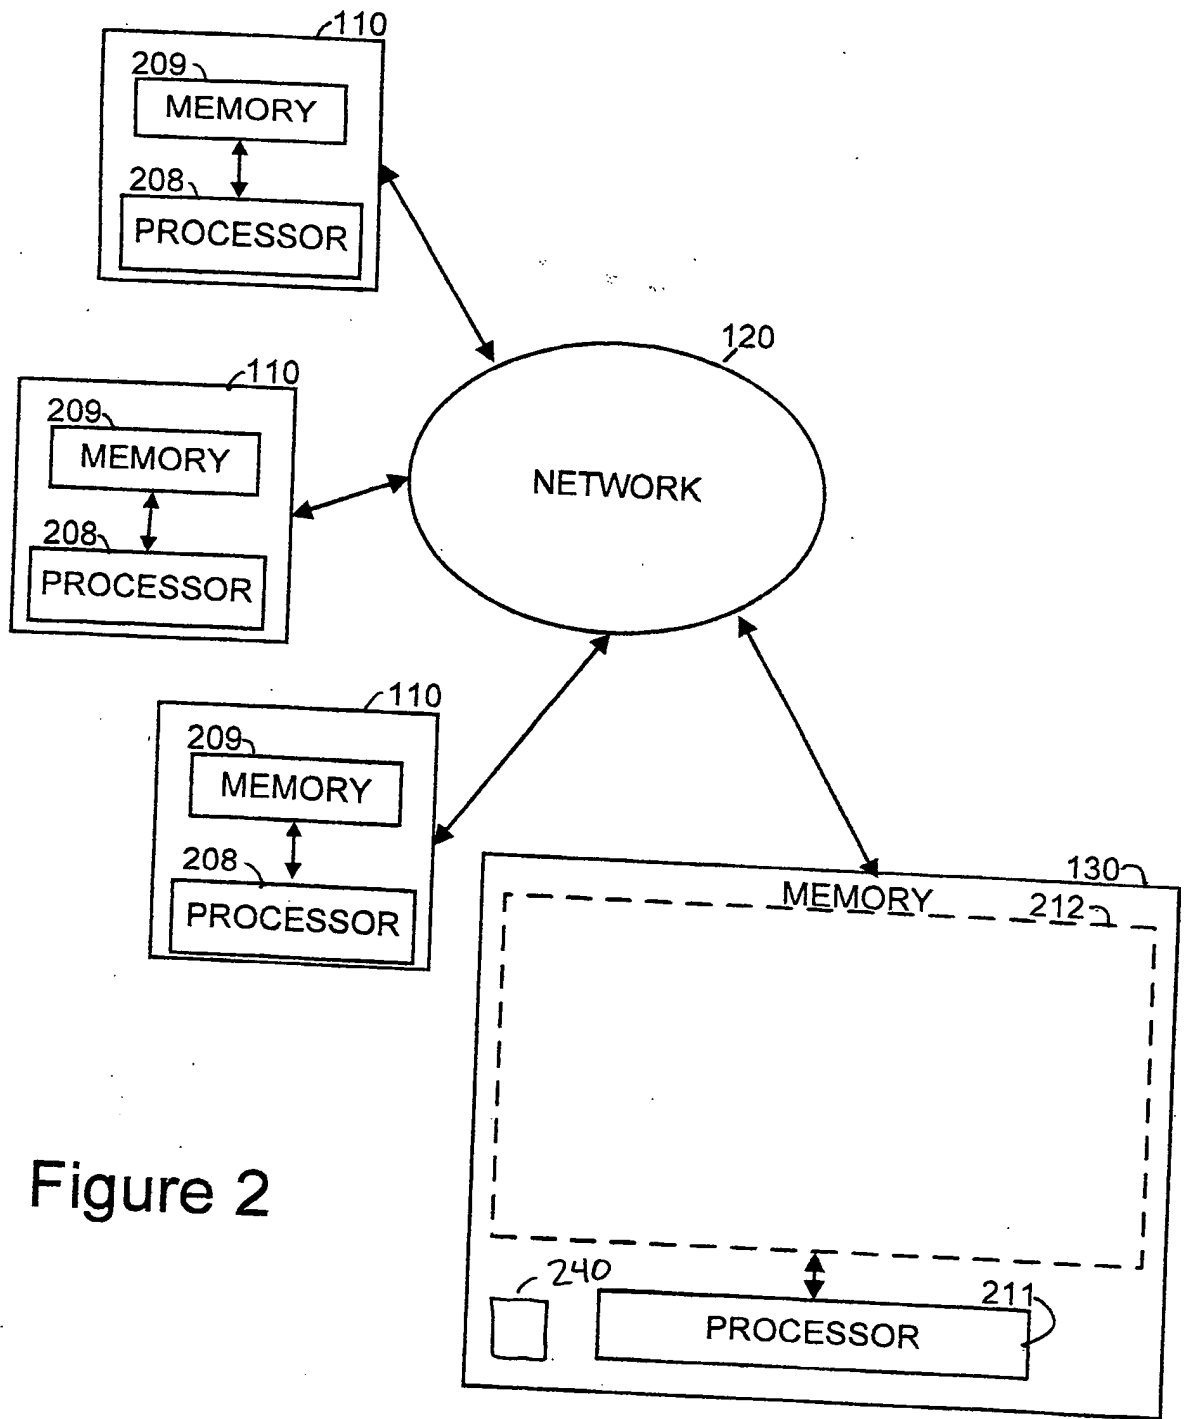 110
209
MEMORY
208
PROCESSOR
120
NETWORK
110
209
MEMORY
208
PROCESSOR
110
209
MEMORY
208
PROCESSOR
130
MEMORY
212
240
211
PROCESSOR
Figure 2